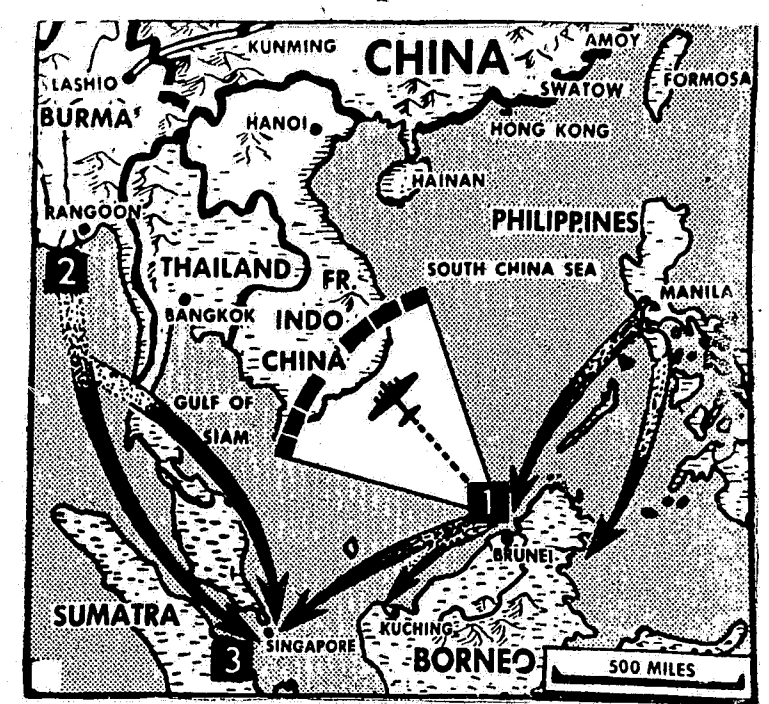 KUNMING
CHINA
AMOY
LASHIO
SWATOW
FORMOSA
BURMA
HANOI
HONG KONG
HAINAN
RANGOON
PHILIPPINES
2
THAILAND
FR.
SOUTH CHINA SEA
MANILA
BANGKOK
INDO
CHINA
GULF OF
SIAM
1
BRUNEI
SUMATRA
KUCHING
SINGAPORE
3
BORNEO
500 MILES